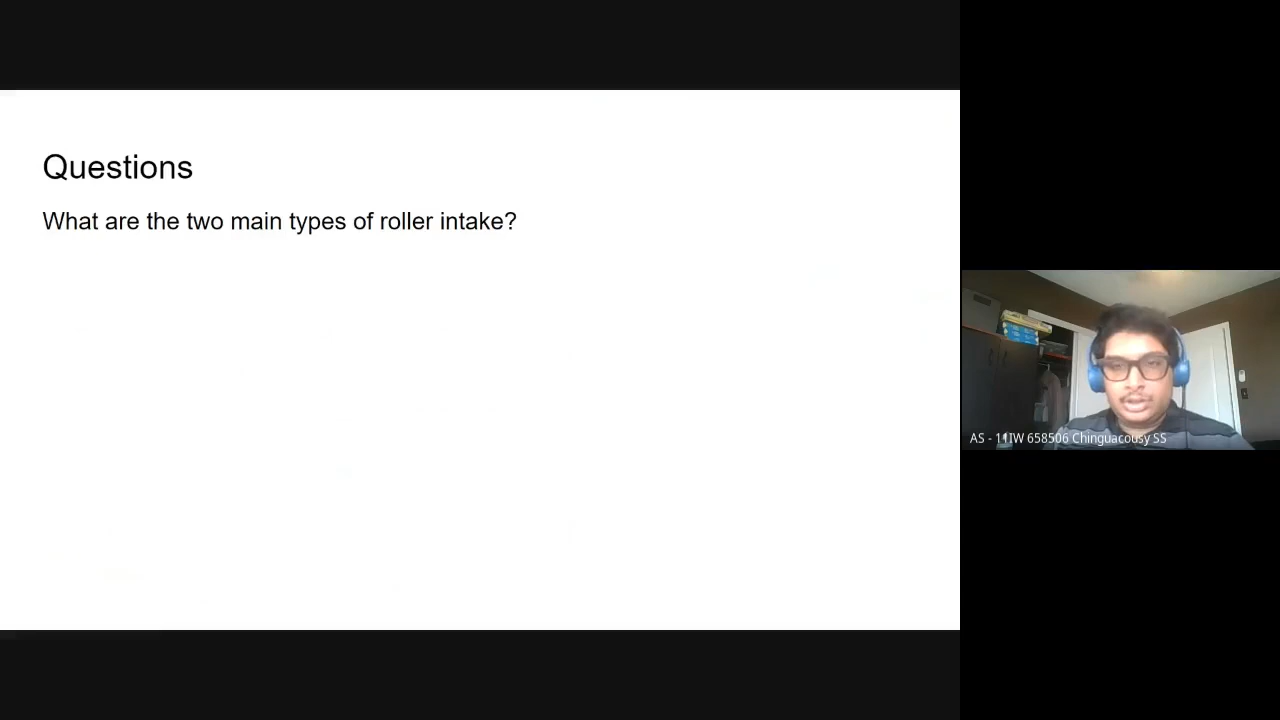 Questions
What are the two main types of roller intake?
AS - 11IW 658506 Chinguacousy SS